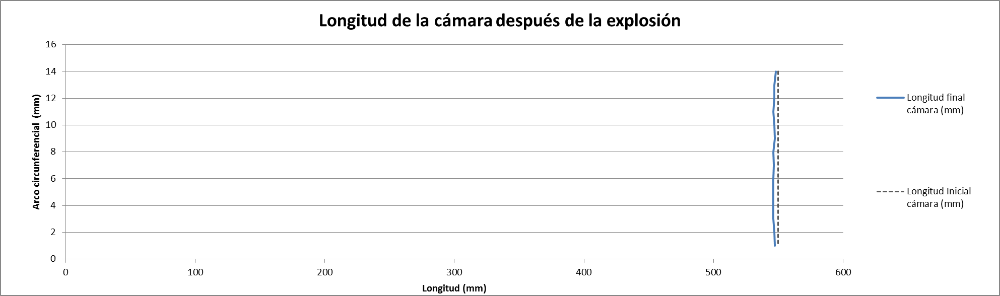 Longitud de la cámara después de la explosión
16
14
12
10
8
6
4
2
0
Arco circunferencial (mm)
0 100 200 300 400 500 600
Longitud (mm)
Longitud final
cámara (mm)
Longitud Inicial
cámara (mm)